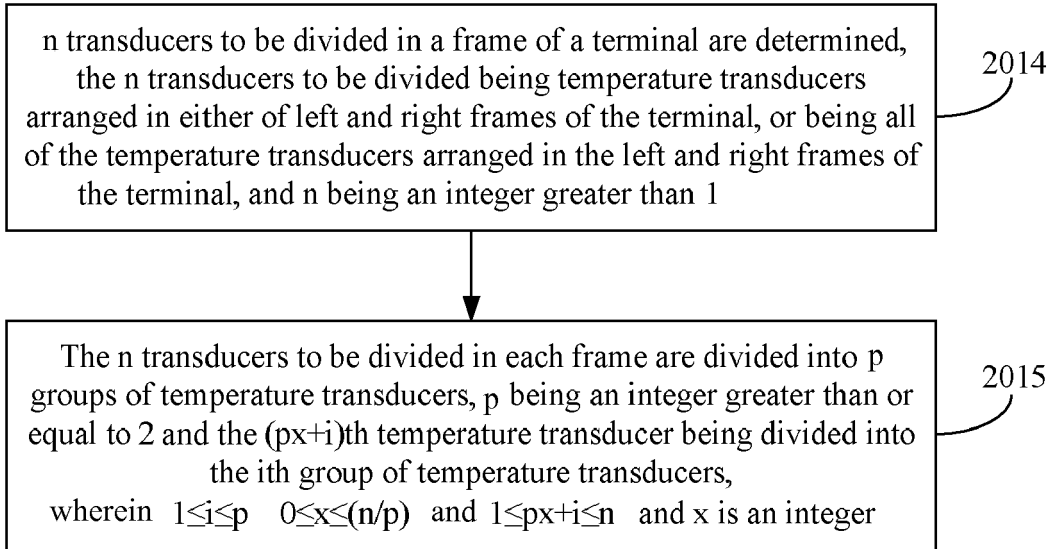 n transducers to be divided in a frame of a terminal are determined,
the n transducers to be divided being temperature transducers
arranged in either of left and right frames of the terminal, or being all
of the temperature transducers arranged in the left and right frames of
the terminal, and n being an integer greater than 1
2014
The n transducers to be divided in each frame are divided into p
groups of temperature transducers, p being an integer greater than or
equal to 2 and the (px+i)th temperature transducer being divided into
the ith group of temperature transducers,
wherein 1≤i≤p 0≤x≤(n/p) and 1≤px+i≤n and x is an integer
2015